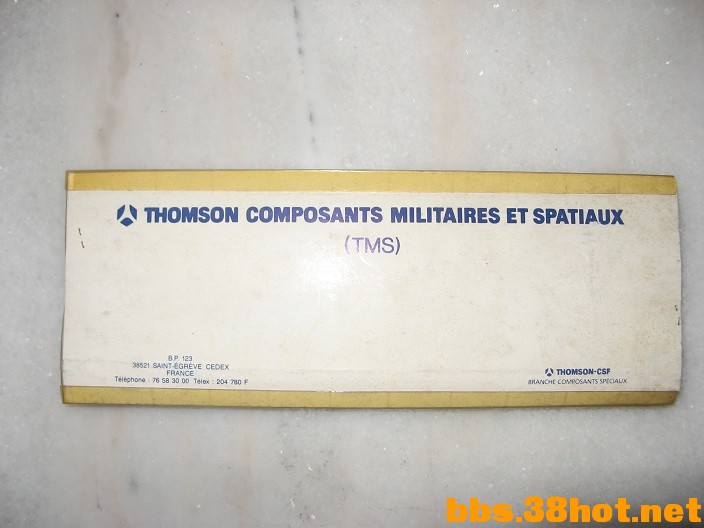 THOMSON COMPOSANTS MILITAIRES ET SPATIAUX
(TMS)
B.P. 123
38521 SAINT-ÉGRÈVE CEDEX
FRANCE
Téléphone : 76 58 30 00 Télex : 204 780 F
THOMSON-CSF
BRANCHE COMPOSANTS SPECIAUX
bbs.38hot.net